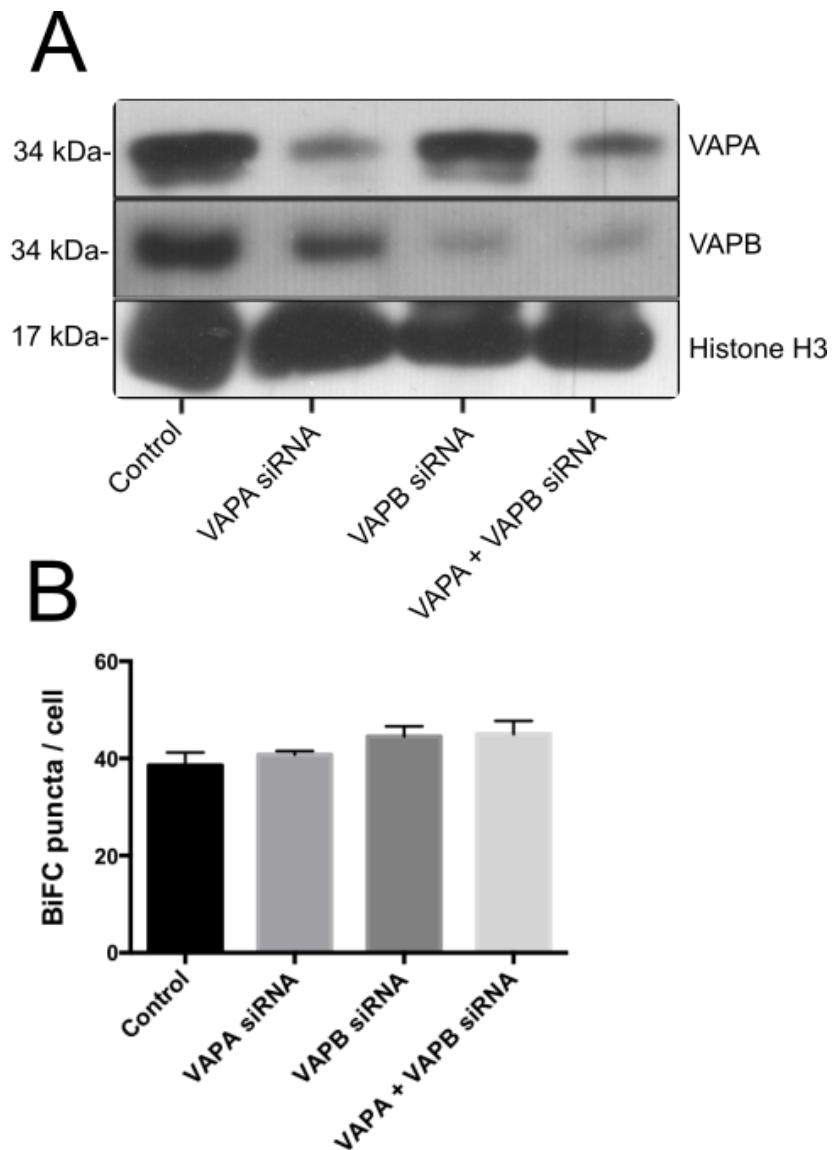 A
34 kDa-
VAPA
34 kDa-
VAPB
17 kDa-
Histone H3
Control
VAPA siRNA
VAPB siRNA
VAPA + VAPB siRNA
B
BiFC puncta / cell
60
40
20
0
Control
VAPA siRNA
VAPB siRNA
VAPA + VAPB siRNA